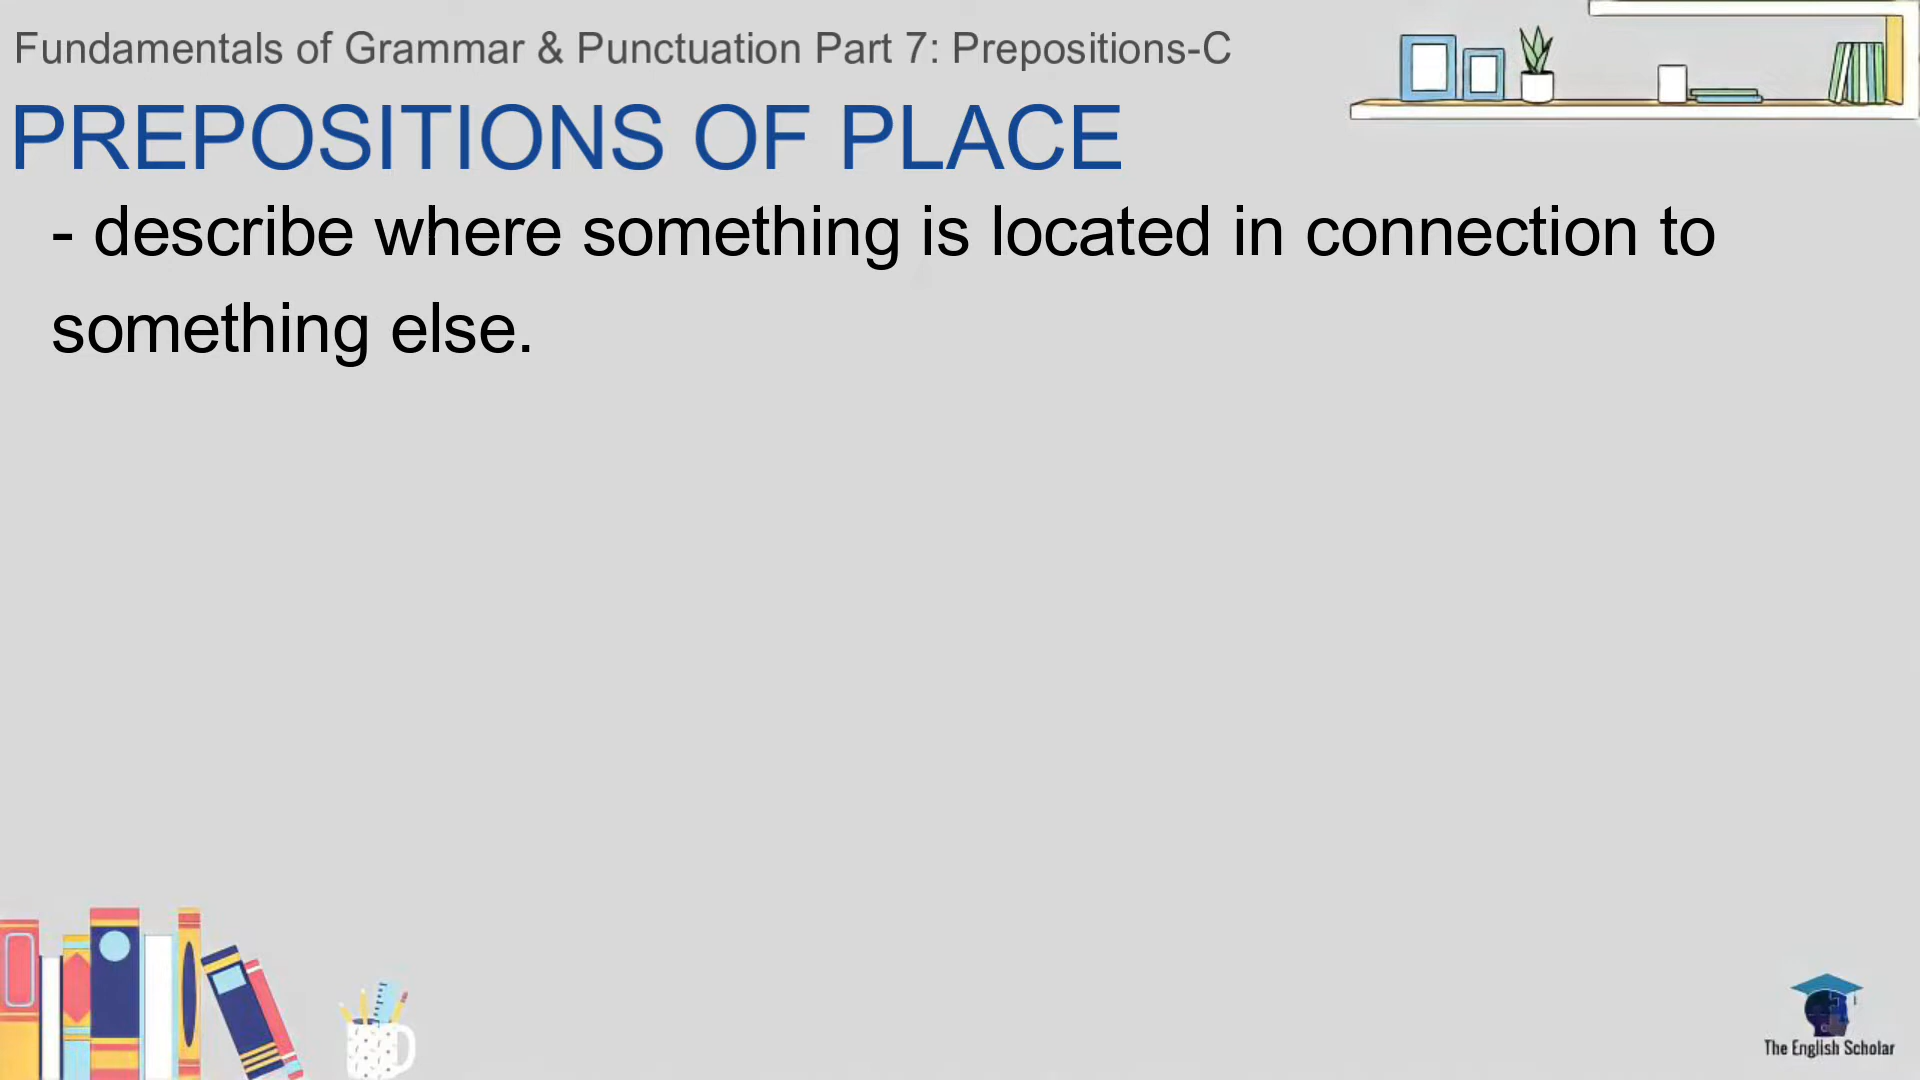 Fundamentals of Grammar & Punctuation Part 7: Prepositions-C
PREPOSITIONS OF PLACE
- describe where something is located in connection to
something else.
The English Scholar